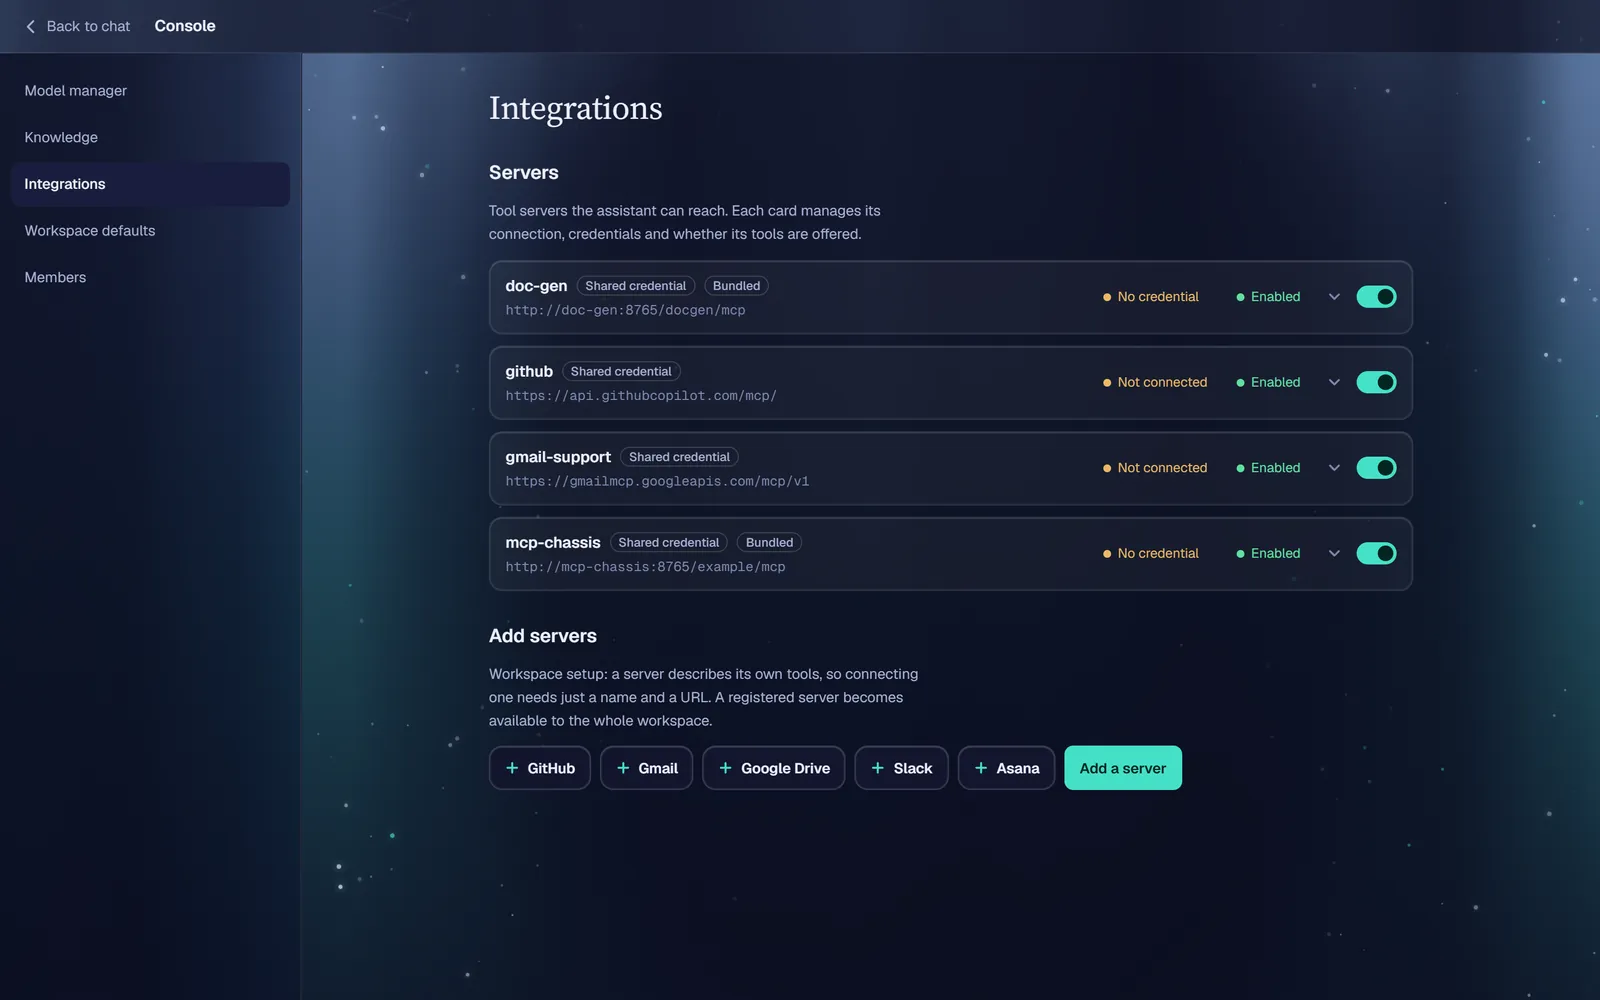 Back to chat
Console
Model manager
Knowledge
Integrations
Workspace defaults
Members
Integrations
Servers
Tool servers the assistant can reach. Each card manages its
connection, credentials and whether its tools are offered.
doc-gen Shared credential Bundled
http://doc-gen:8765/docgen/mcp
No credential Enabled
github Shared credential
https://api.githubcopilot.com/mcp/
Not connected Enabled
gmail-support Shared credential
https://gmailmcp.googleapis.com/mcp/v1
Not connected Enabled
mcp-chassis Shared credential Bundled
http://mcp-chassis:8765/example/mcp
No credential Enabled
Add servers
Workspace setup: a server describes its own tools, so connecting
one needs just a name and a URL. A registered server becomes
available to the whole workspace.
+ GitHub + Gmail + Google Drive + Slack + Asana Add a server